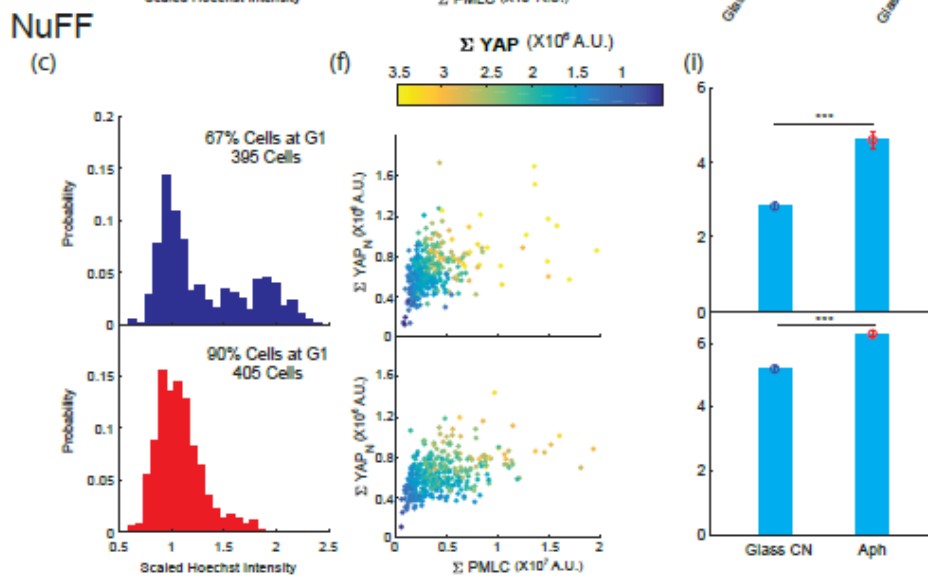 Scaled Hoechst Intensity
NuFF
(c)
0.2
0.15
0.1
0.05
0
Probability
67% Cells at G1
395 Cells
0.15
0.1
0.05
0
Probability
90% Cells at G1
405 Cells
0.5 1 1.5 2 2.5
Scaled Hoechst Intensity
(f)
Σ YAP (X10⁶ A.U.)
3.5 3 2.5 2 1.5 1
1.6
1.2
0.8
0.4
0
Σ YAP_N (X10⁶ A.U.)
1.6
1.2
0.8
0.4
0
Σ YAP_N (X10⁶ A.U.)
0 0.5 1 1.5 2
Σ PMLC (X10⁷ A.U.)
(i)
6
4
2
0
***
6
4
2
0
***
Glass CN Aph